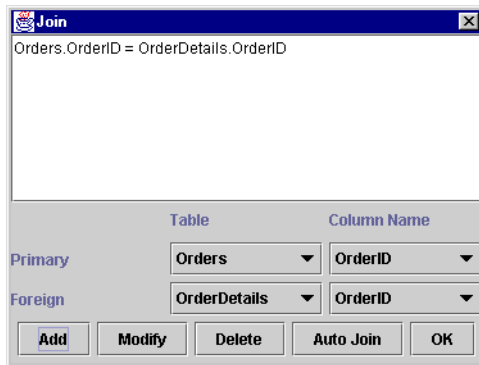 Join
Orders.OrderID = OrderDetails.OrderID
Table Column Name
Primary Orders OrderID
Foreign OrderDetails OrderID
Add Modify Delete Auto Join OK